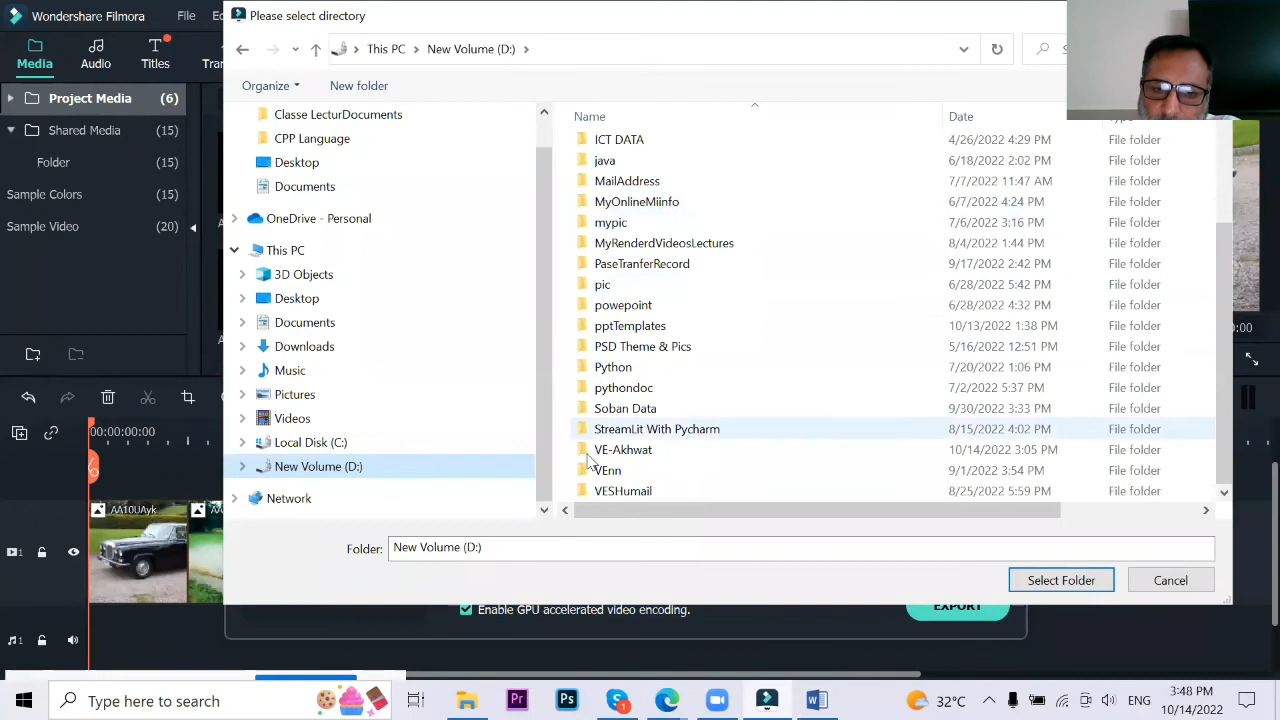 Wondershare Filmora
File
Please select directory
Media
Audio
Titles
This PC
New Volume (D:)
Organize
New folder
Project Media
(6)
Shared Media
(15)
Folder
(15)
Sample Colors
(15)
Sample Video
(20)
Classe LecturDocuments
CPP Language
Desktop
Documents
OneDrive - Personal
This PC
3D Objects
Desktop
Documents
Downloads
Music
Pictures
Videos
Local Disk (C:)
New Volume (D:)
Network
Name
Date
ICT DATA 4/26/2022 4:29 PM File folder
java 6/18/2022 2:02 PM File folder
MailAddress 7/7/2022 11:47 AM File folder
MyOnlineMiinfo 6/7/2022 4:24 PM File folder
mypic 7/6/2022 3:16 PM File folder
MyRenderdVideosLectures 8/4/2022 1:44 PM File folder
PaseTranferRecord 9/17/2022 2:42 PM File folder
pic 6/28/2022 5:42 PM File folder
powepoint 6/28/2022 4:32 PM File folder
pptTemplates 10/13/2022 1:38 PM File folder
PSD Theme & Pics 5/16/2022 12:51 PM File folder
Python 7/20/2022 1:06 PM File folder
pythondoc 7/2/2022 5:37 PM File folder
Soban Data 9/30/2022 3:33 PM File folder
StreamLit With Pycharm 8/15/2022 4:02 PM File folder
VE-Akhwat 10/14/2022 3:05 PM File folder
VEnn 9/1/2022 3:54 PM File folder
VESHumail 8/25/2022 5:59 PM File folder
Folder: New Volume (D:)
Select Folder
Cancel
00:00:00:00
AA10UAyk
1
1
Enable GPU accelerated video encoding.
EXPORT
Type here to search
Pr
Ps
1
W
32°C
ENG
3:48 PM
10/14/2022